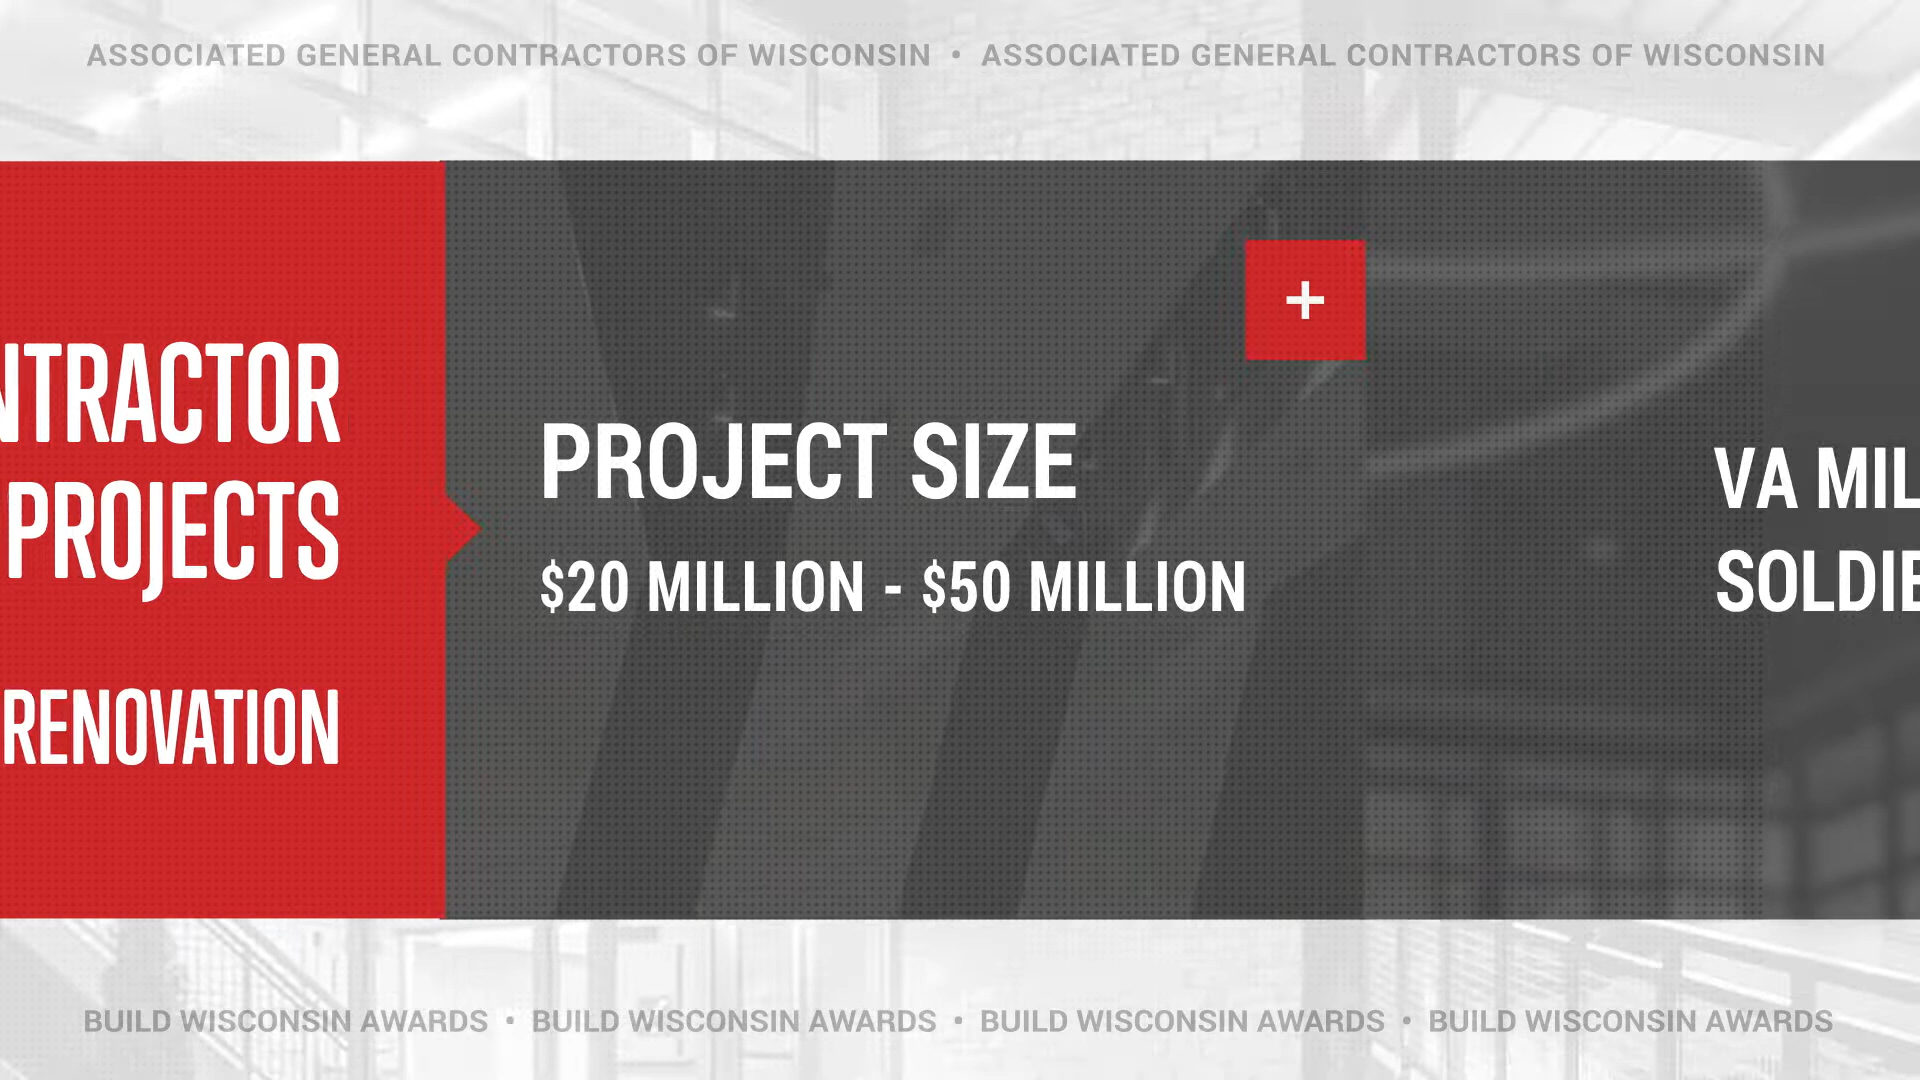 ASSOCIATED GENERAL CONTRACTORS OF WISCONSIN • ASSOCIATED GENERAL CONTRACTORS OF WISCONSIN
NTRACTOR
PROJECTS
RENOVATION
+
PROJECT SIZE
$20 MILLION - $50 MILLION
VA MIL
SOLDIE
BUILD WISCONSIN AWARDS • BUILD WISCONSIN AWARDS • BUILD WISCONSIN AWARDS • BUILD WISCONSIN AWARDS